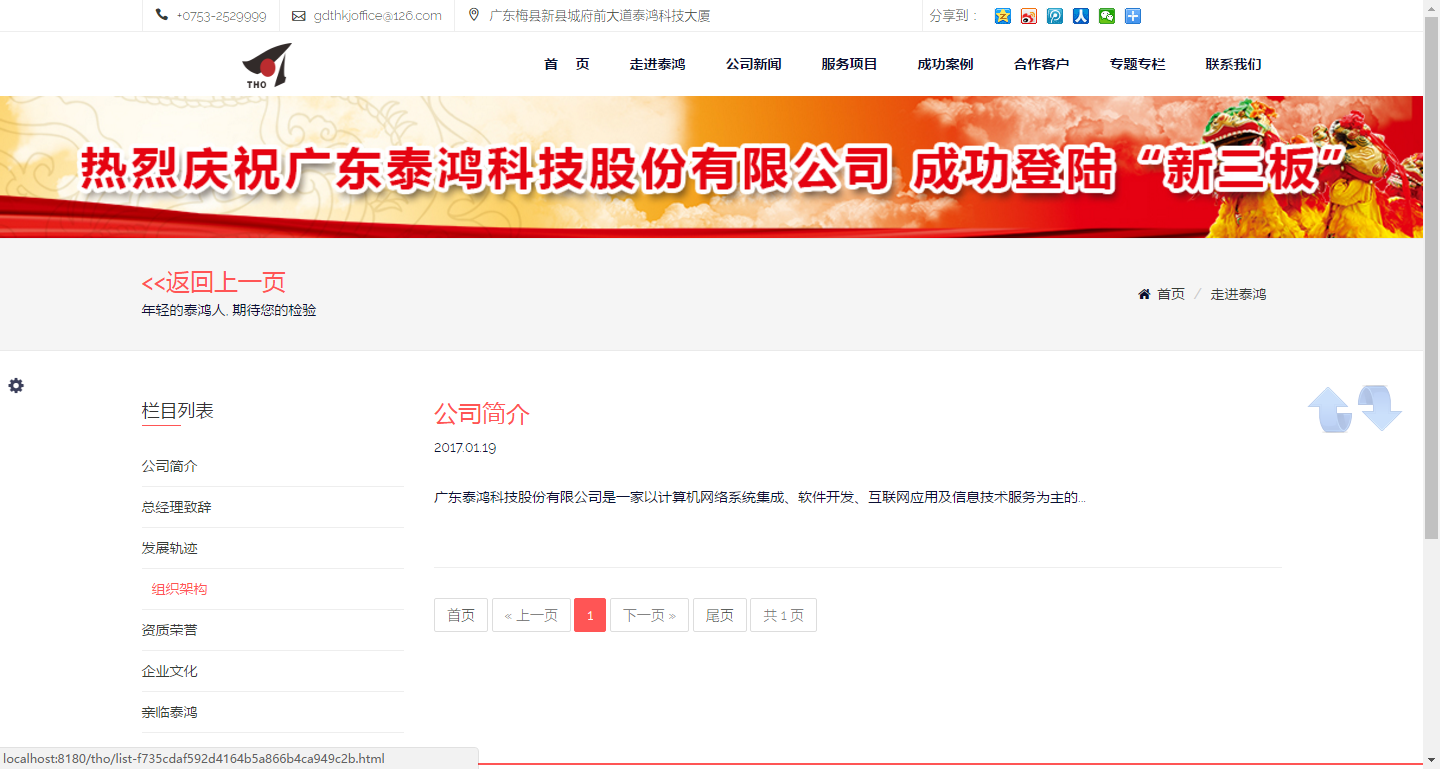 +0753-2529999
gdthkjoffice@126.com
广东梅县新县城府前大道泰鸿科技大厦
分享到：
THO
首 页
走进泰鸿
公司新闻
服务项目
成功案例
合作客户
专题专栏
联系我们
热烈庆祝广东泰鸿科技股份有限公司 成功登陆“新三板”
<<返回上一页
年轻的泰鸿人, 期待您的检验
首页 / 走进泰鸿
栏目列表
公司简介
总经理致辞
发展轨迹
组织架构
资质荣誉
企业文化
亲临泰鸿
公司简介
2017.01.19
广东泰鸿科技股份有限公司是一家以计算机网络系统集成、软件开发、互联网应用及信息技术服务为主的...
首页
« 上一页
1
下一页 »
尾页
共 1 页
localhost:8180/tho/list-f735cdaf592d4164b5a866b4ca949c2b.html